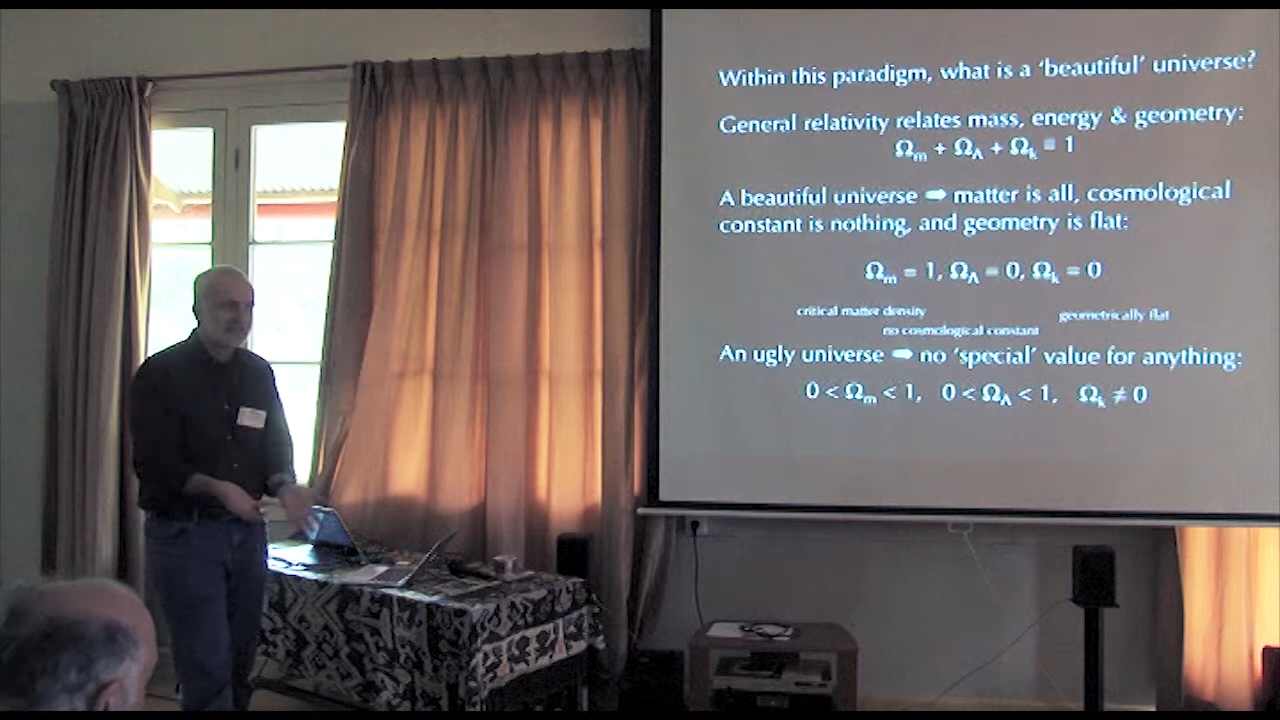 Within this paradigm, what is a ‘beautiful’ universe?
General relativity relates mass, energy & geometry:
Ωm + ΩΛ + Ωk = 1
A beautiful universe ➡ matter is all, cosmological
constant is nothing, and geometry is flat:
Ωm = 1, ΩΛ = 0, Ωk = 0
critical matter density
geometrically flat
no cosmological constant
An ugly universe ➡ no ‘special’ value for anything:
0 < Ωm < 1, 0 < ΩΛ < 1, Ωk ≠ 0